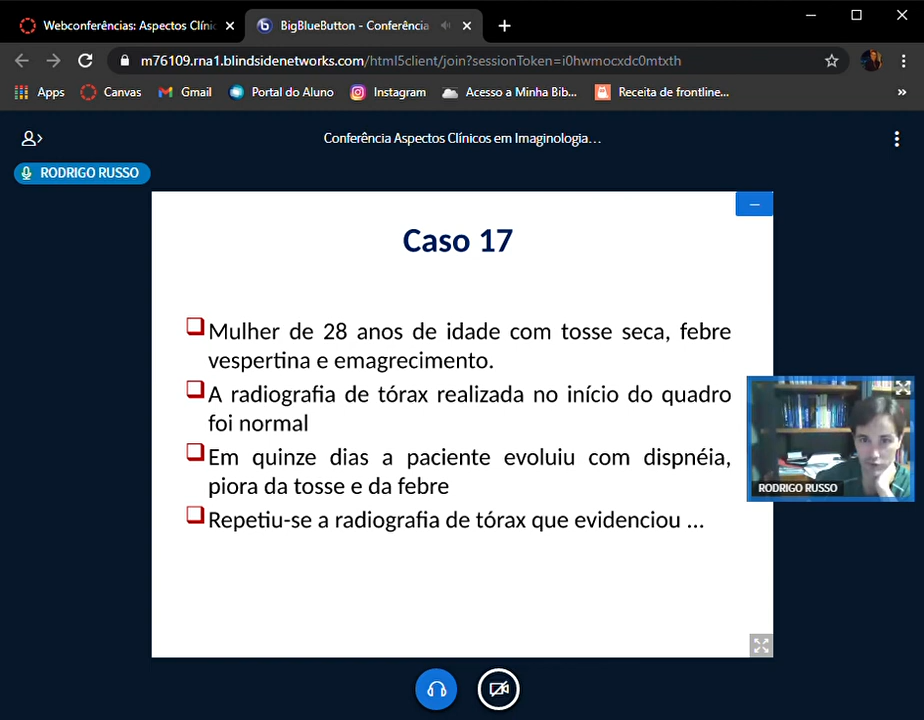 Webconferências: Aspectos Clíni
BigBlueButton - Conferência
m76109.rna1.blindsidenetworks.com/html5client/join?sessionToken=i0hwmocxdc0mtxth
Apps Canvas Gmail Portal do Aluno Instagram Acesso a Minha Bib... Receita de frontline... »
Conferência Aspectos Clínicos em Imaginologia…
RODRIGO RUSSO
Caso 17
Mulher de 28 anos de idade com tosse seca, febre
vespertina e emagrecimento.
A radiografia de tórax realizada no início do quadro
foi normal
Em quinze dias a paciente evoluiu com dispnéia,
piora da tosse e da febre
Repetiu-se a radiografia de tórax que evidenciou ...
RODRIGO RUSSO